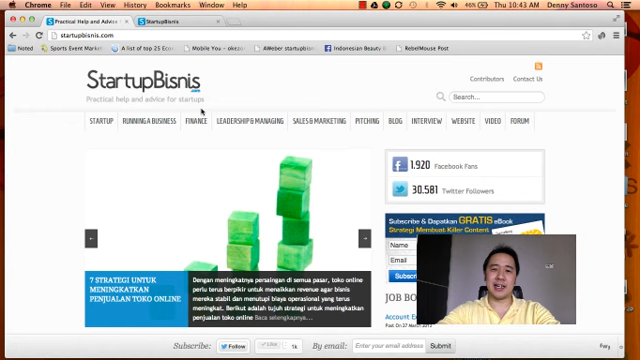 Chrome File Edit View History Bookmarks Window Help
46% Thu 10:43 AM Denny Santoso
Practical Help and Advice
StartupBisnis
startupbisnis.com
Noted
Sports Event Market
A list of top 25 Ec
Mobile You - okezo
AWeber startupbisn
Indonesian Beauty B
RebelMouse Post
StartupBisnis
.com
Practical help and advice for startups
Contributors Contact Us
Search...
STARTUP RUNNING A BUSINESS FINANCE LEADERSHIP & MANAGING SALES & MARKETING PITCHING BLOG INTERVIEW WEBSITE VIDEO FORUM
1.920 Facebook Fans
30.581 Twitter Followers
Subscribe & Dapatkan GRATIS eBook
Strategi Membuat Killer Content
Name
Email
Subsc
JOB BO
Account Ex
7 STRATEGI UNTUK
MENINGKATKAN
PENJUALAN TOKO ONLINE
Dengan meningkatnya persaingan di semua pasar, toko online
perlu terus berpikir untuk menaikkan revenue agar bisnis
mereka stabil dan menutupi biaya operasional yang terus
meningkat. Berikut adalah tujuh strategi untuk meningkatkan
penjualan toko online Baca selengkapnya...
Subscribe: Follow Like 1k By email: Enter your email address Submit